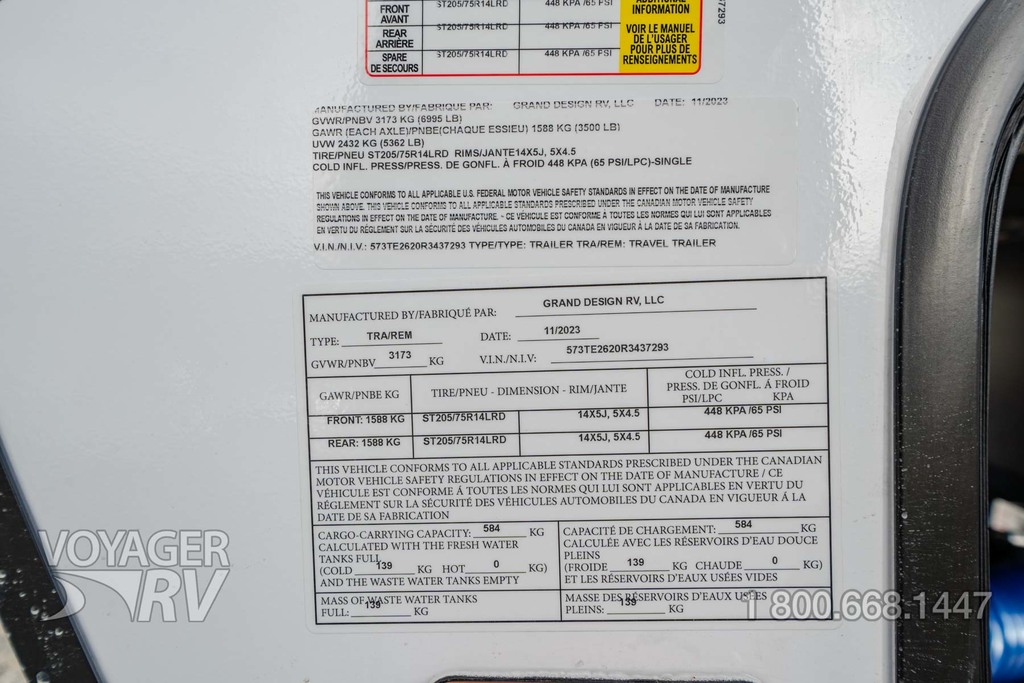 ADDITIONAL
INFORMATION
FRONT
AVANT
ST205/75R14LRD 448 KPA /65 PSI
REAR
ARRIÈRE
ST205/75R14LRD 448 KPA /65 PSI
SPARE
DE SECOURS
ST205/75R14LRD 448 KPA /65 PSI
VOIR LE MANUEL
DE L'USAGER
POUR PLUS DE
RENSEIGNEMENTS
7293
MANUFACTURED BY/FABRIQUÉ PAR: GRAND DESIGN RV, LLC DATE: 11/2023
GVWR/PNBV 3173 KG (6995 LB)
GAWR (EACH AXLE)/PNBE(CHAQUE ESSIEU) 1588 KG (3500 LB)
UVW 2432 KG (5362 LB)
TIRE/PNEU ST205/75R14LRD RIMS/JANTE14X5J, 5X4.5
COLD INFL. PRESS/PRESS. DE GONFL. À FROID 448 KPA (65 PSI/LPC)-SINGLE
THIS VEHICLE CONFORMS TO ALL APPLICABLE U.S. FEDERAL MOTOR VEHICLE SAFETY STANDARDS IN EFFECT ON THE DATE OF MANUFACTURE
SHOWN ABOVE. THIS VEHICLE CONFORMS TO ALL APPLICABLE STANDARDS PRESCRIBED UNDER THE CANADIAN MOTOR VEHICLE SAFETY
REGULATIONS IN EFFECT ON THE DATE OF MANUFACTURE. - CE VÉHICULE EST CONFORME À TOUTES LES NORMES QUI LUI SONT APPLICABLES
EN VERTU DU RÈGLEMENT SUR LA SÉCURITÉ DES VÉHICULES AUTOMOBILES DU CANADA EN VIGUEUR À LA DATE DE SA FABRICATION.
V.I.N./N.I.V.: 573TE2620R3437293 TYPE/TYPE: TRAILER TRA/REM: TRAVEL TRAILER
MANUFACTURED BY/FABRIQUÉ PAR: GRAND DESIGN RV, LLC
TYPE: TRA/REM DATE: 11/2023
GVWR/PNBV 3173 KG V.I.N./N.I.V.: 573TE2620R3437293
GAWR/PNBE KG TIRE/PNEU - DIMENSION - RIM/JANTE
COLD INFL. PRESS. /
PRESS. DE GONFL. Á FROID
PSI/LPC KPA
FRONT: 1588 KG ST205/75R14LRD 14X5J, 5X4.5 448 KPA /65 PSI
REAR: 1588 KG ST205/75R14LRD 14X5J, 5X4.5 448 KPA /65 PSI
THIS VEHICLE CONFORMS TO ALL APPLICABLE STANDARDS PRESCRIBED UNDER THE CANADIAN
MOTOR VEHICLE SAFETY REGULATIONS IN EFFECT ON THE DATE OF MANUFACTURE / CE
VÉHICULE EST CONFORME Á TOUTES LES NORMES QUI LUI SONT APPLICABLES EN VERTU DU
RÉGLEMENT SUR LA SÉCURITÉ DES VÉHICULES AUTOMOBILES DU CANADA EN VIGUEUR Á LA
DATE DE SA FABRICATION
CARGO-CARRYING CAPACITY: 584 KG
CALCULATED WITH THE FRESH WATER
TANKS FULL
(COLD 139 KG HOT 0 KG)
AND THE WASTE WATER TANKS EMPTY
CAPACITÉ DE CHARGEMENT: 584 KG
CALCULÉE AVEC LES RÉSERVOIRS D'EAU DOUCE
PLEINS
(FROIDE 139 KG CHAUDE 0 KG)
ET LES RÉSERVOIRS D'EAUX USÉES VIDES
MASS OF WASTE WATER TANKS
FULL: 139 KG
MASSE DES RÉSERVOIRS D'EAUX USÉES
PLEINS: 139 KG
VOYAGER
RV
1 800.668.1447